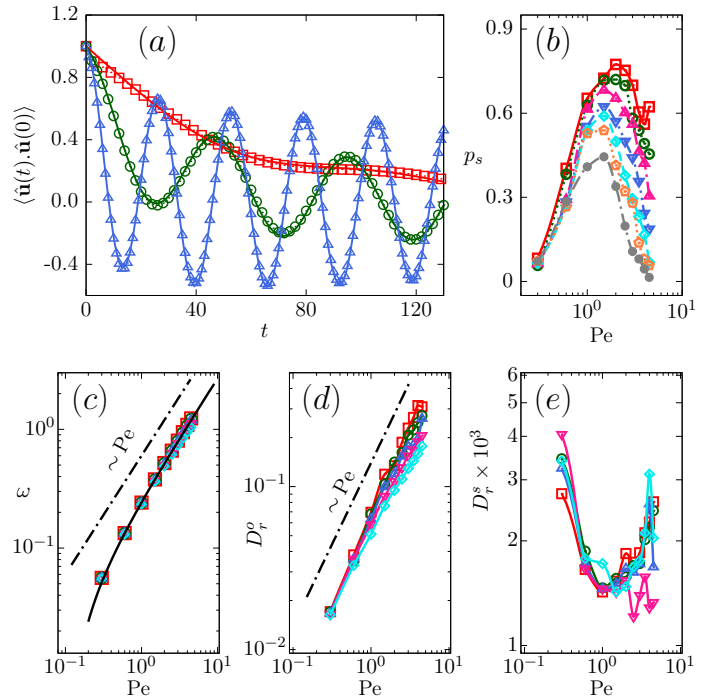 (a)
1.2
0.8
0.4
0.0
-0.4
⟨û(t).û(0)⟩
0
40
80
120
t
(b)
0.9
0.6
0.3
0
p_s
10^0
10^1
Pe
(c)
10^0
10^{-1}
ε
~ Pe
10^{-1}
10^0
10^1
Pe
(d)
10^{-1}
10^{-2}
D_r^o
~ Pe
10^{-1}
10^0
10^1
Pe
(e)
6
5
4
3
2
1
D_r^s × 10^3
10^{-1}
10^0
10^1
Pe